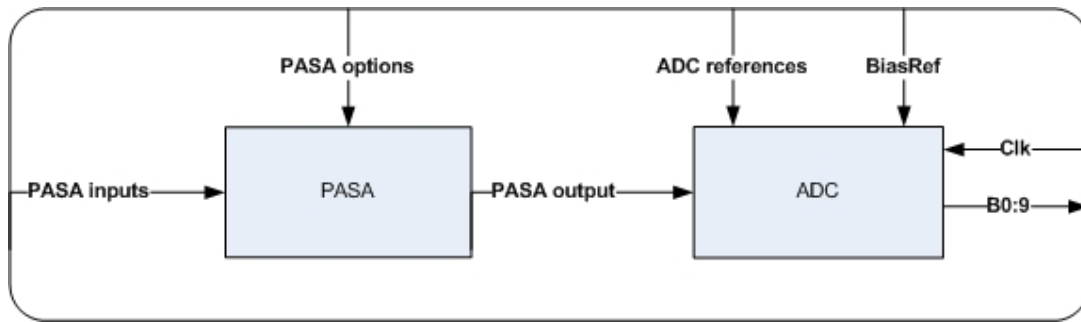 PASA options
ADC references
BiasRef
Clk
PASA inputs
PASA
PASA output
ADC
B0:9